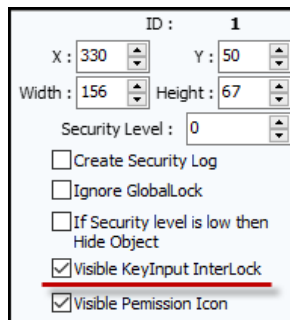 ID : 1
X : 330 Y : 50
Width : 156 Height : 67
Security Level : 0
Create Security Log
Ignore GlobalLock
If Security level is low then
Hide Object
Visible KeyInput InterLock
Visible Pemission Icon